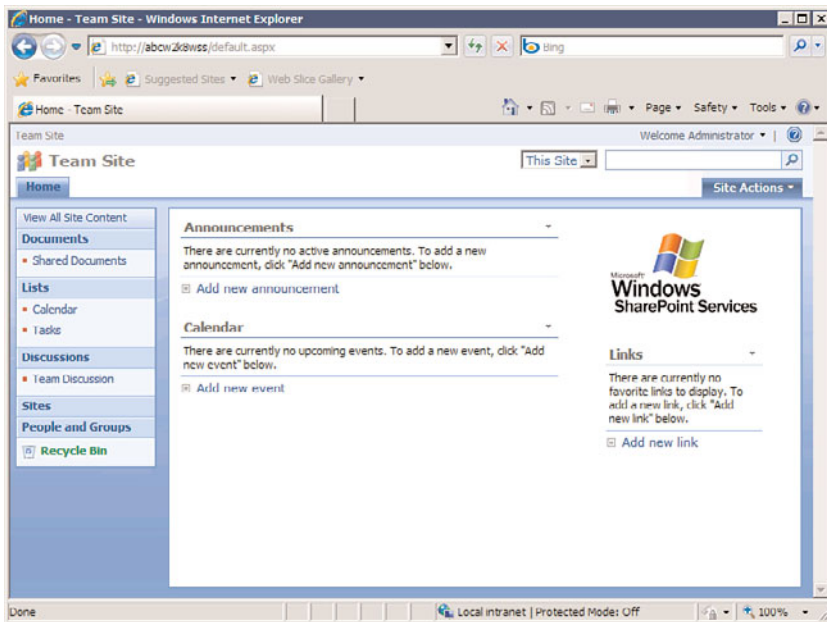 Home - Team Site - Windows Internet Explorer
http://abcw2k8wss/default.aspx
Bing
Favorites Suggested Sites Web Slice Gallery
Home - Team Site Page Safety Tools
Team Site Welcome Administrator
Team Site This Site
Home Site Actions
View All Site Content
Documents
Shared Documents
Lists
Calendar
Tasks
Discussions
Team Discussion
Sites
People and Groups
Recycle Bin
Announcements
There are currently no active announcements. To add a new
announcement, click "Add new announcement" below.
Add new announcement
Calendar
There are currently no upcoming events. To add a new event, click "Add
new event" below.
Add new event
Microsoft
Windows
SharePoint Services
Links
There are currently no
favorite links to display. To
add a new link, click "Add
new link" below.
Add new link
Done Local intranet | Protected Mode: Off 100%